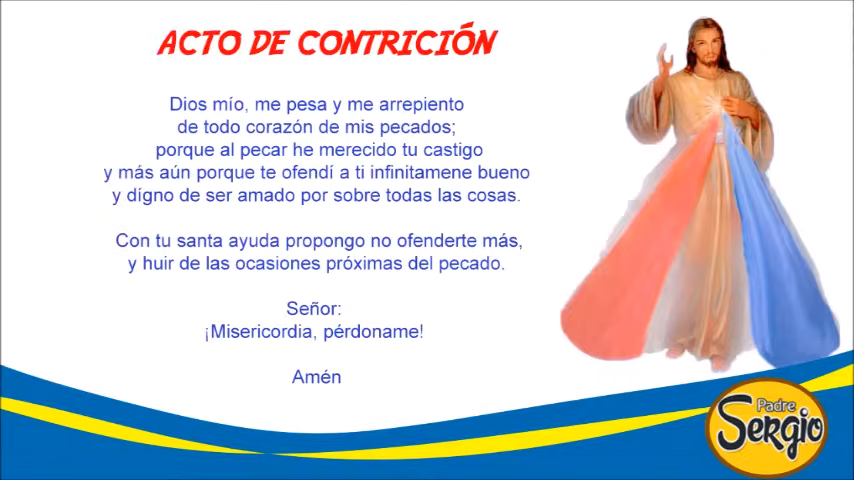 ACTO DE CONTRICIÓN
Dios mío, me pesa y me arrepiento
de todo corazón de mis pecados;
porque al pecar he merecido tu castigo
y más aún porque te ofendí a ti infinitamene bueno
y dígno de ser amado por sobre todas las cosas.
Con tu santa ayuda propongo no ofenderte más,
y huir de las ocasiones próximas del pecado.
Señor:
¡Misericordia, pérdoname!
Amén
Padre
Sergio